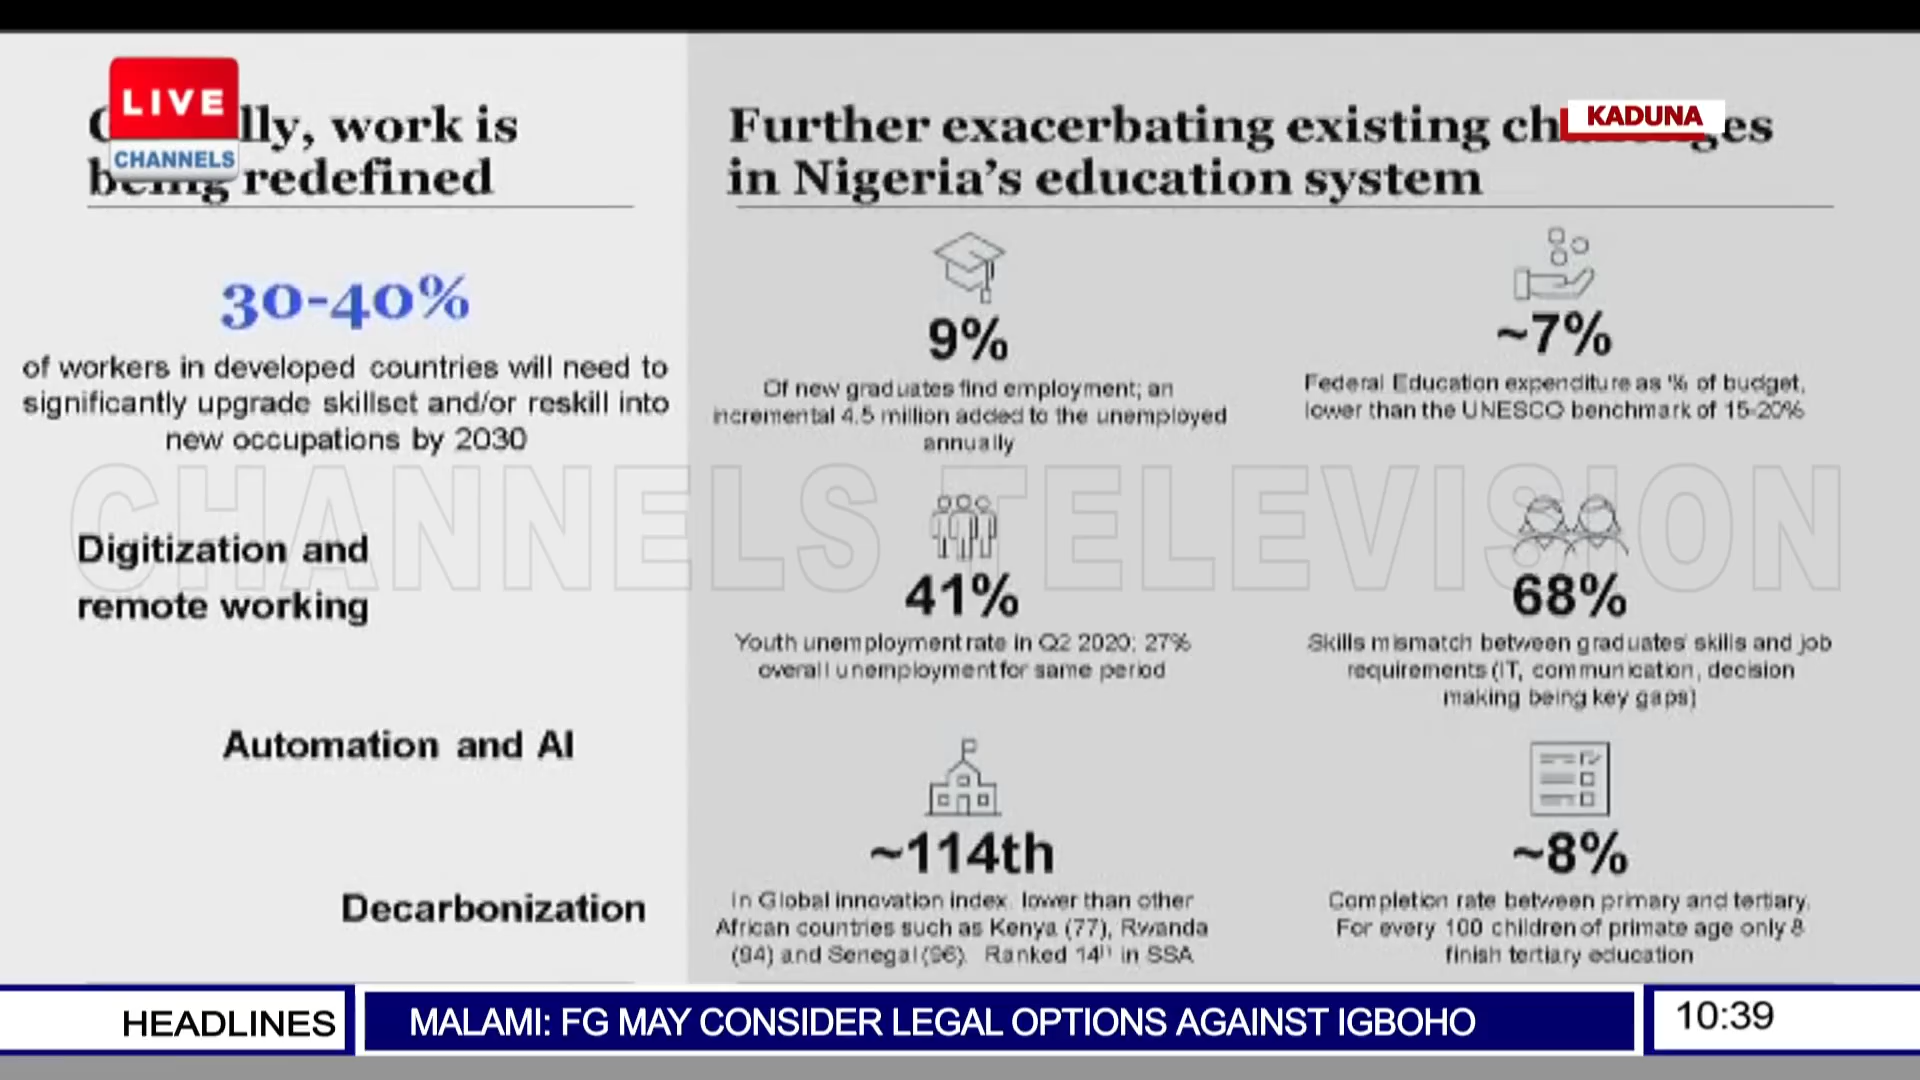 LIVE
CHANNELS
KADUNA
lly, work is
being redefined
30-40%
of workers in developed countries will need to
significantly upgrade skillset and/or reskill into
new occupations by 2030
Digitization and
remote working
Automation and AI
Decarbonization
Further exacerbating existing challenges
in Nigeria's education system
9%
Of new graduates find employment; an
incremental 4.5 million added to the unemployed
annually
~7%
Federal Education expenditure as % of budget,
lower than the UNESCO benchmark of 15-20%
41%
Youth unemployment rate in Q2 2020; 27%
overall unemployment for same period
68%
Skills mismatch between graduates' skills and job
requirements (IT, communication, decision
making being key gaps)
~114th
In Global innovation index, lower than other
African countries such as Kenya (77), Rwanda
(94) and Senegal (96). Ranked 14th in SSA
~8%
Completion rate between primary and tertiary.
For every 100 children of primate age only 8
finish tertiary education
CHANNELS TELEVISION
HEADLINES
MALAMI: FG MAY CONSIDER LEGAL OPTIONS AGAINST IGBOHO
10:39